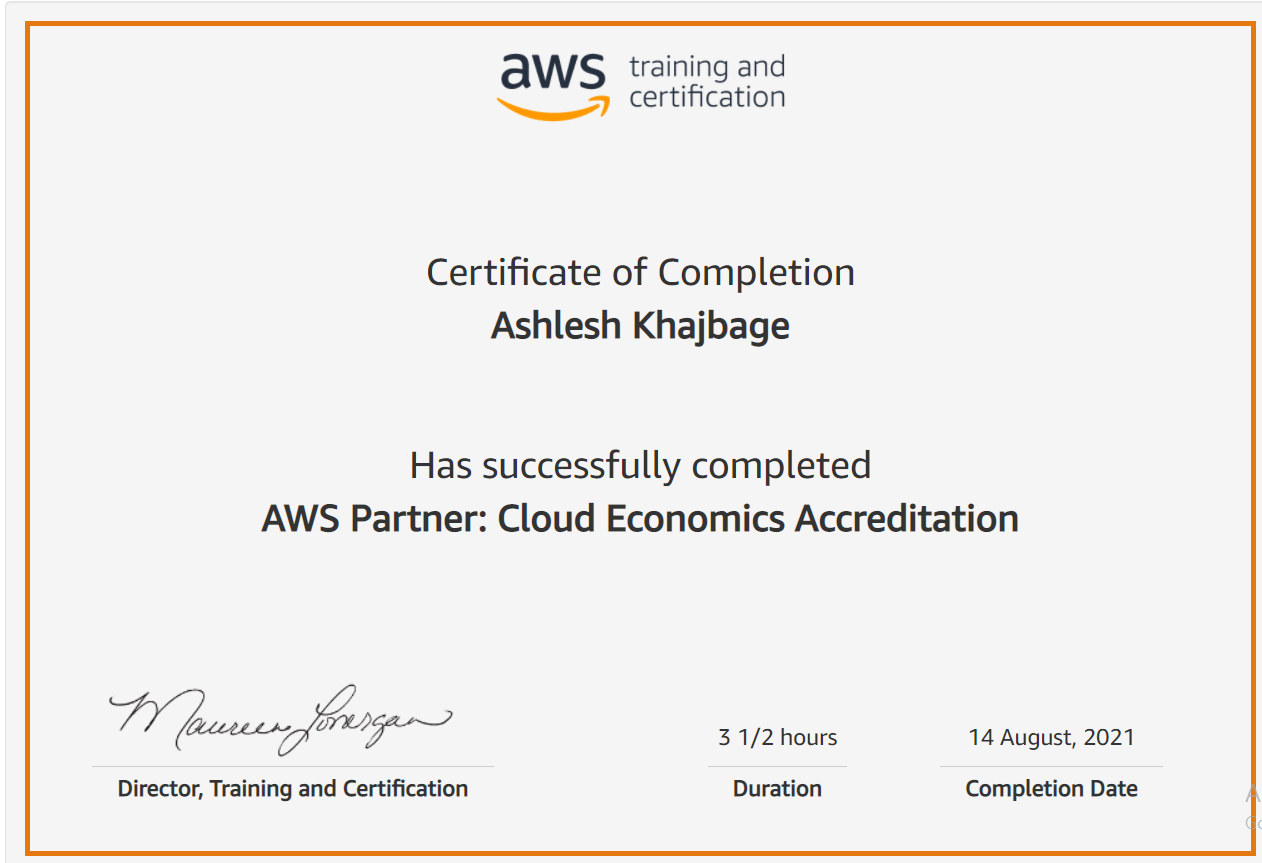 aws training and
certification
Certificate of Completion
Ashlesh Khajbage
Has successfully completed
AWS Partner: Cloud Economics Accreditation
Maureen Lonergan
3 1/2 hours
14 August, 2021
Director, Training and Certification
Duration
Completion Date